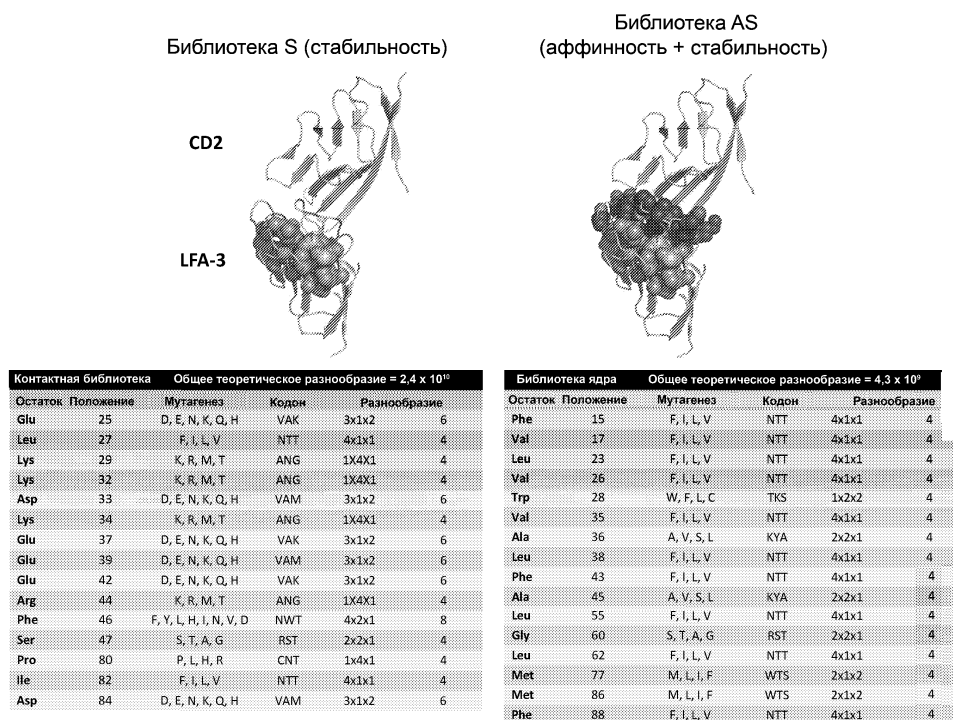 Библиотека S (стабильность)
Библиотека AS
(аффинность + стабильность)
CD2
LFA-3
Контактная библиотека Общее теоретическое разнообразие = 2,4 x 10¹⁰
Остаток Положение Мутагенез Кодон Разнообразие
Glu 25 D, E, N, K, Q, H VAK 3x1x2 6
Leu 27 F, I, L, V NTT 4x1x1 4
Lys 29 K, R, M, T ANG 1X4X1 4
Lys 32 K, R, M, T ANG 1X4X1 4
Asp 33 D, E, N, K, Q, H VAM 3x1x2 6
Lys 34 K, R, M, T ANG 1X4X1 4
Glu 37 D, E, N, K, Q, H VAK 3x1x2 6
Glu 39 D, E, N, K, Q, H VAM 3x1x2 6
Glu 42 D, E, N, K, Q, H VAK 3x1x2 6
Arg 44 K, R, M, T ANG 1X4X1 4
Phe 46 F, Y, L, H, I, N, V, D NWT 4x2x1 8
Ser 47 S, T, A, G RST 2x2x1 4
Pro 80 P, L, H, R CNT 1x4x1 4
Ile 82 F, I, L, V NTT 4x1x1 4
Asp 84 D, E, N, K, Q, H VAM 3x1x2 6
Библиотека ядра Общее теоретическое разнообразие = 4,3 x 10⁹
Остаток Положение Мутагенез Кодон Разнообразие
Phe 15 F, I, L, V NTT 4x1x1 4
Val 17 F, I, L, V NTT 4x1x1 4
Leu 23 F, I, L, V NTT 4x1x1 4
Val 26 F, I, L, V NTT 4x1x1 4
Trp 28 W, F, L, C TKS 1x2x2 4
Val 35 F, I, L, V NTT 4x1x1 4
Ala 36 A, V, S, L KYA 2x2x1 4
Leu 38 F, I, L, V NTT 4x1x1 4
Phe 43 F, I, L, V NTT 4x1x1 4
Ala 45 A, V, S, L KYA 2x2x1 4
Leu 55 F, I, L, V NTT 4x1x1 4
Gly 60 S, T, A, G RST 2x2x1 4
Leu 62 F, I, L, V NTT 4x1x1 4
Met 77 M, L, I, F WTS 2x1x2 4
Met 86 M, L, I, F WTS 2x1x2 4
Phe 88 F, I, L, V NTT 4x1x1 4